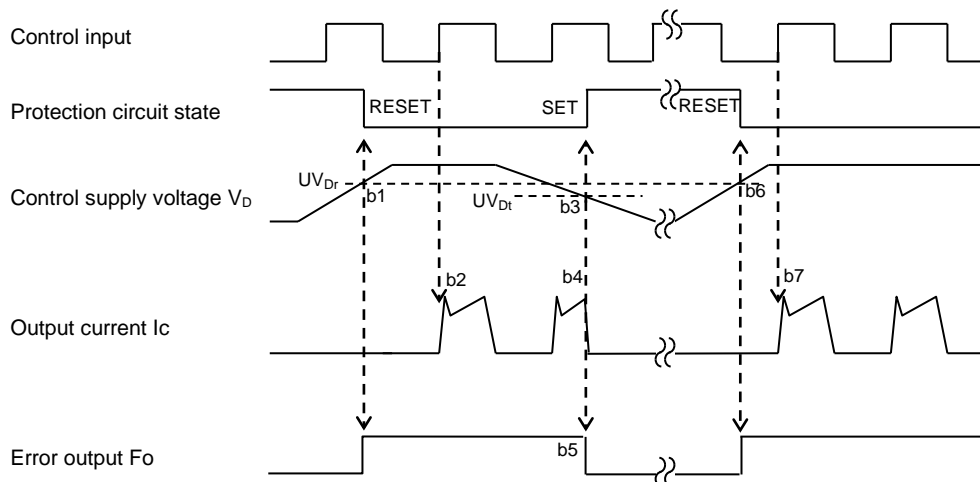 Control input
Protection circuit state
RESET
SET
RESET
Control supply voltage VD
UVDr
b1
UVDt
b3
b6
b2
b4
b7
Output current Ic
b5
Error output Fo